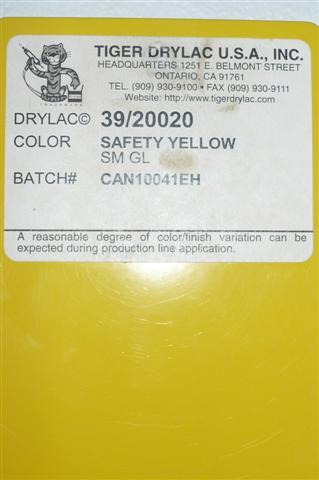 TIGER DRYLAC U.S.A., INC.
HEADQUARTERS 1251 E. BELMONT STREET
ONTARIO, CA 91761
TEL. (909) 930-9100 • FAX (909) 930-9111
Website: http://www.tigerdrylac.com
DRYLAC© 39/20020
COLOR SAFETY YELLOW
SM GL
BATCH# CAN10041EH
A reasonable degree of color/finish variation can be
expected during production line application.